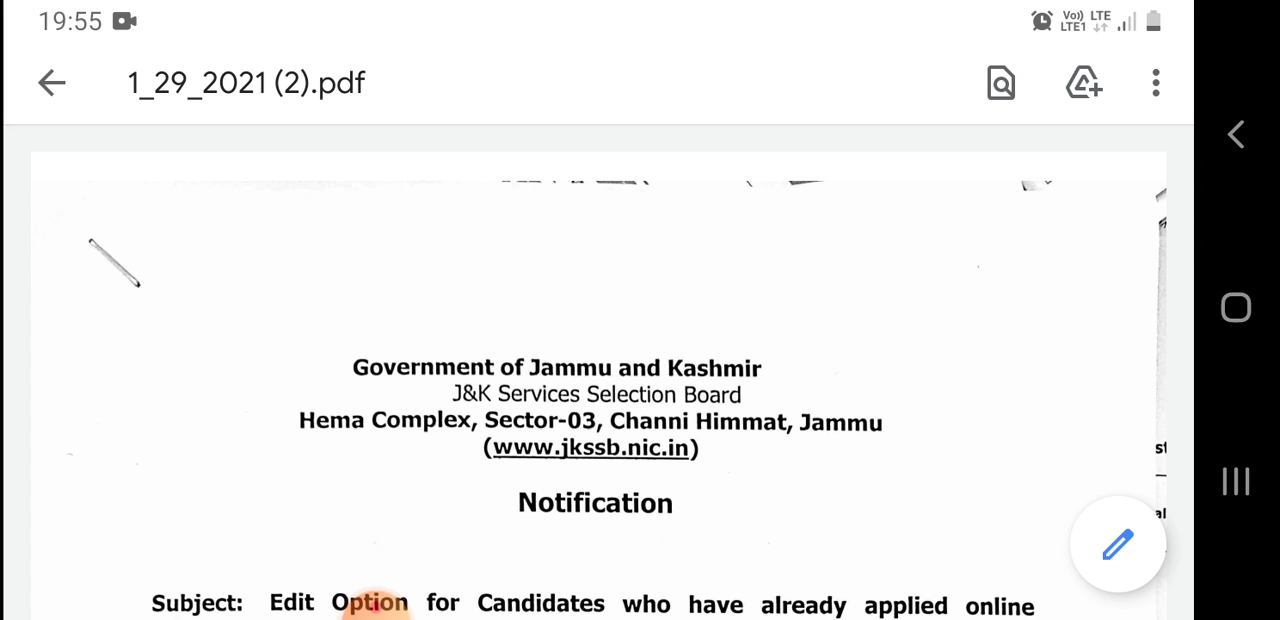 19:55
Vo)) LTE
LTE1
1_29_2021 (2).pdf
Government of Jammu and Kashmir
J&K Services Selection Board
Hema Complex, Sector-03, Channi Himmat, Jammu
(www.jkssb.nic.in)
Notification
Subject: Edit Option for Candidates who have already applied online